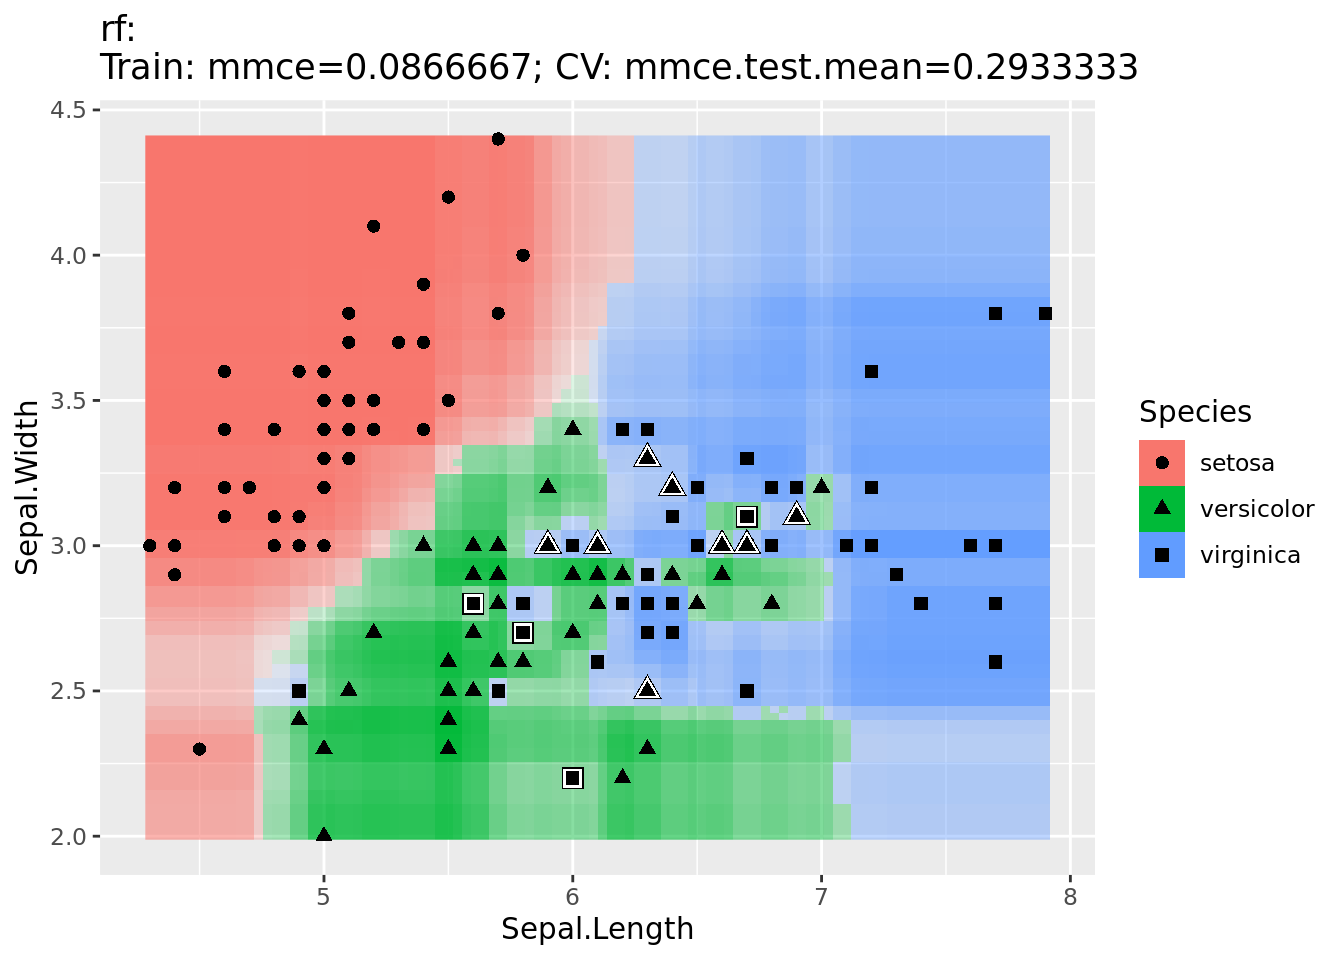 rf:
Train: mmce=0.0866667; CV: mmce.test.mean=0.2933333
4.5
4.0
3.5
3.0
2.5
2.0
Sepal.Width
5
6
7
8
Sepal.Length
Species
setosa
versicolor
virginica